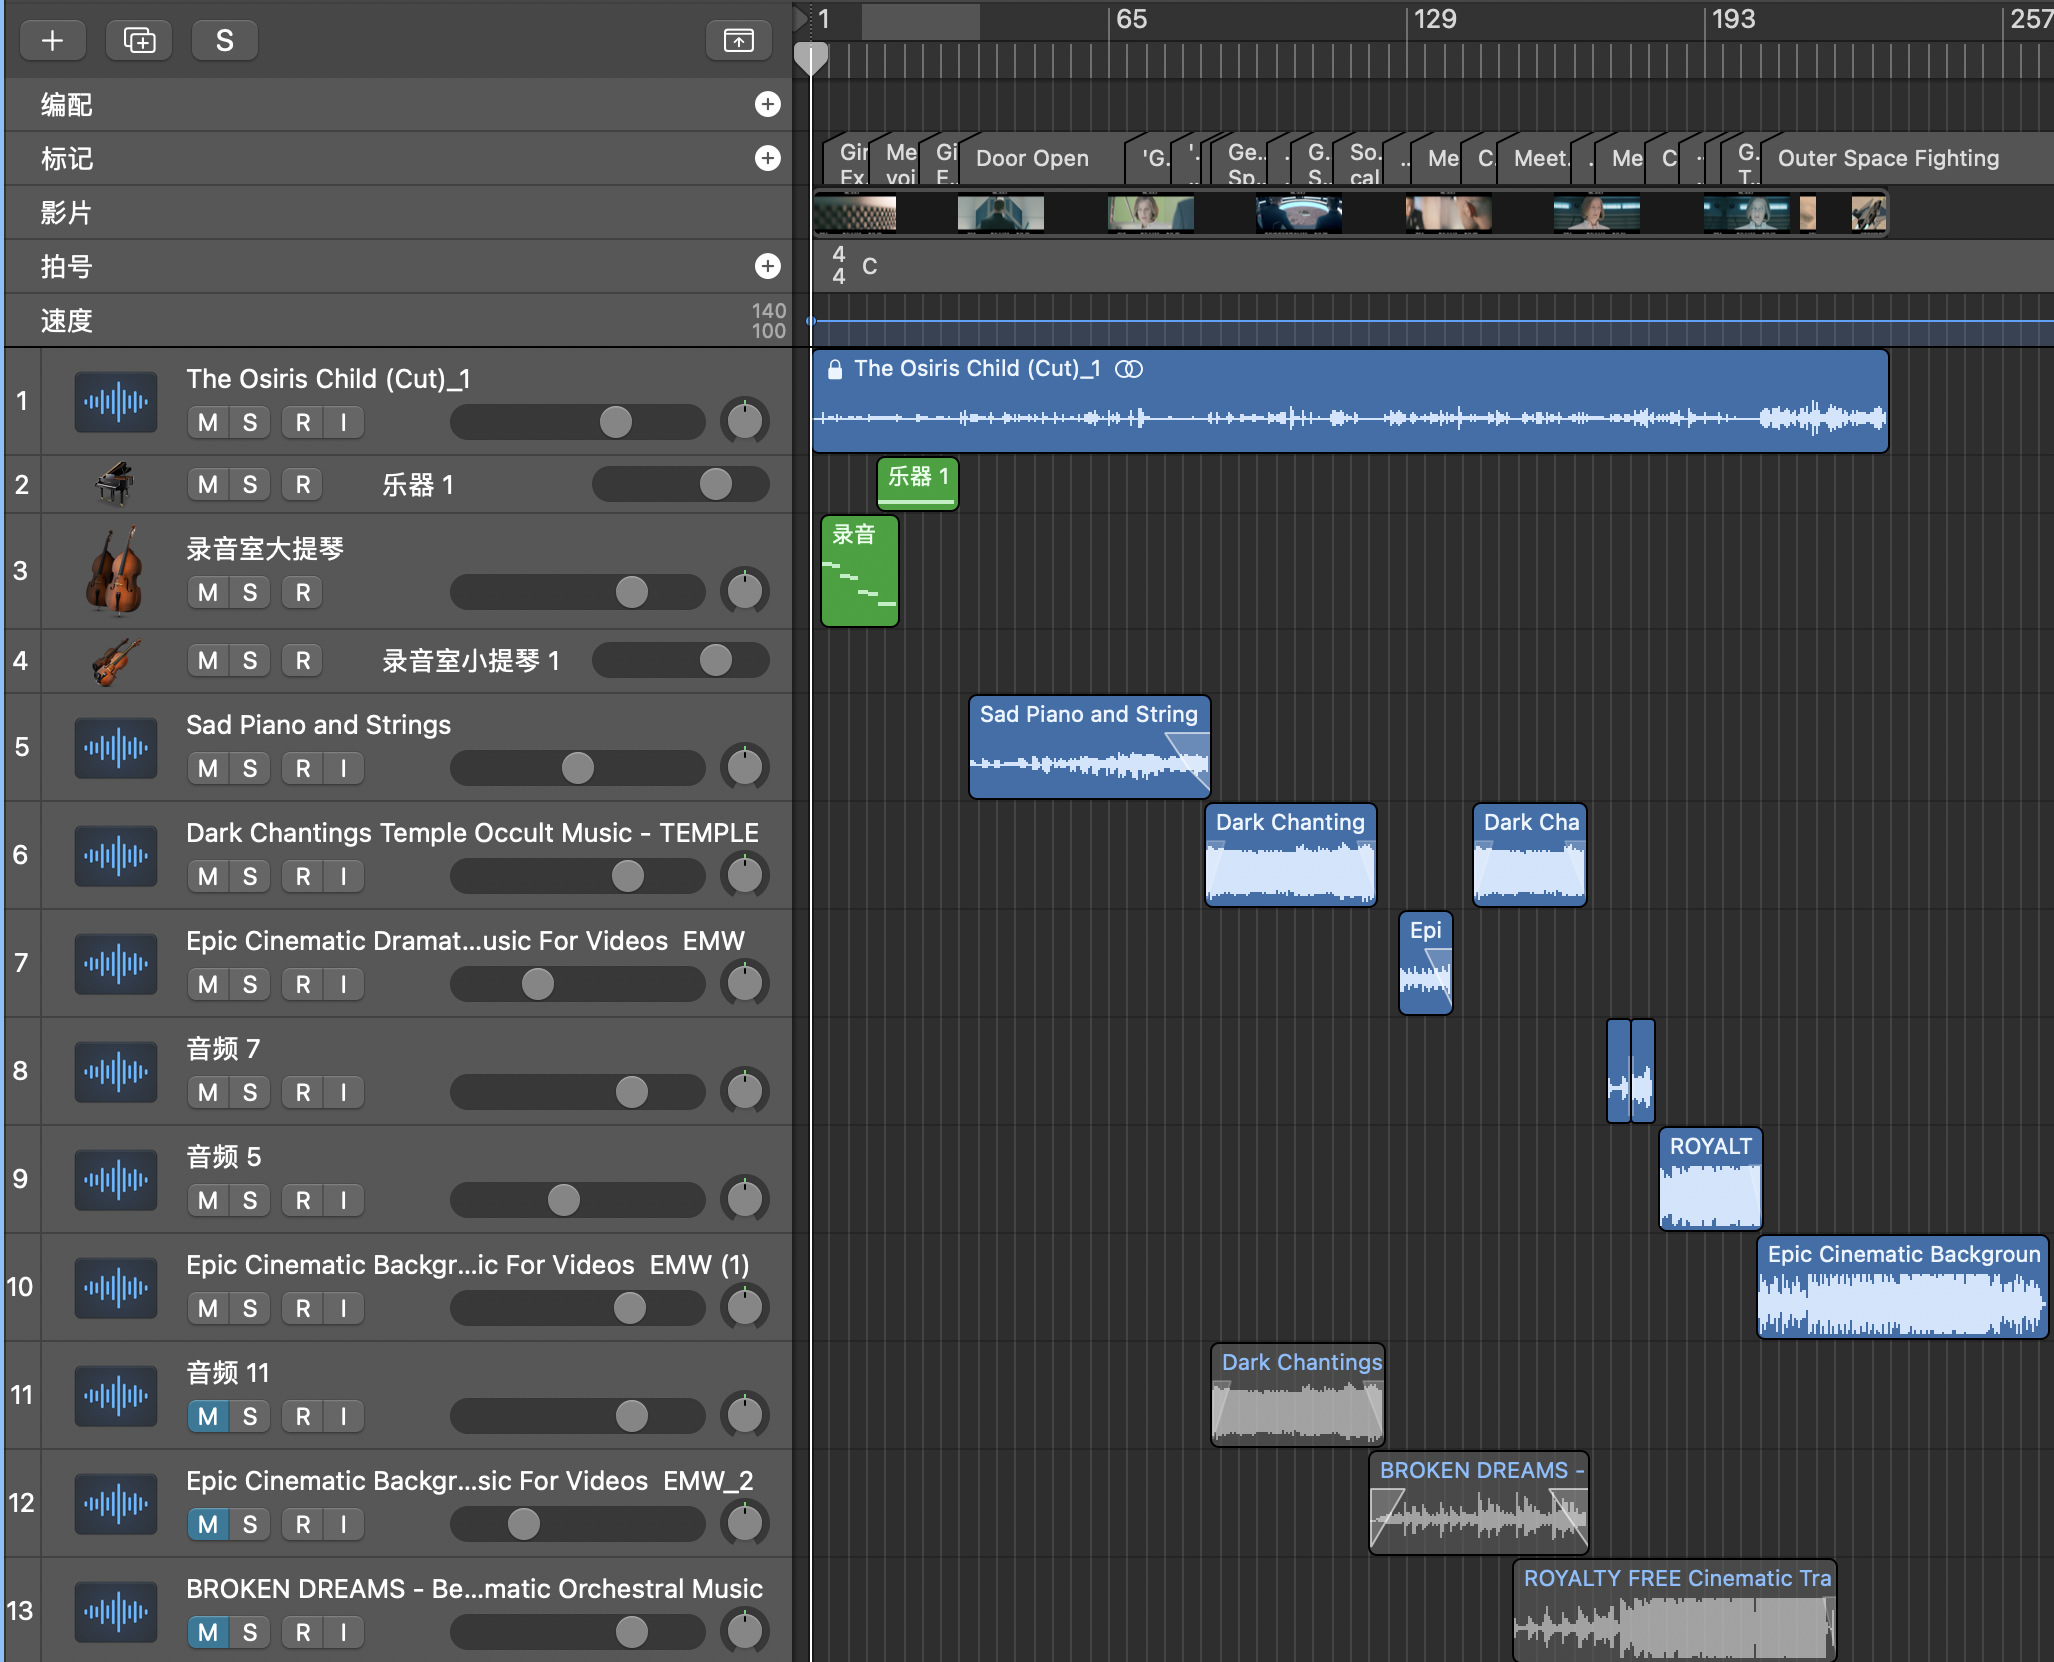 S
1
65
129
193
257
编配
标记
Gir
Ex.
Me
voi
Gi
E..
Door Open
'G.
'.
..
Ge..
Sp..
.
G.
S..
So.
cal
..
Me
C.
Meet.
.
Me
C
..
G.
T..
Outer Space Fighting
影片
拍号
4
4
C
速度
140
100
1
The Osiris Child (Cut)_1
M S R I
The Osiris Child (Cut)_1
2
M S R
乐器 1
乐器 1
3
录音室大提琴
M S R
录音
4
M S R
录音室小提琴 1
5
Sad Piano and Strings
M S R I
Sad Piano and String
6
Dark Chantings Temple Occult Music - TEMPLE
M S R I
Dark Chanting
Dark Cha
7
Epic Cinematic Dramat...usic For Videos EMW
M S R I
Epi
8
音频 7
M S R I
9
音频 5
M S R I
ROYALT
10
Epic Cinematic Backgr...ic For Videos EMW (1)
M S R I
Epic Cinematic Backgroun
11
音频 11
M S R I
Dark Chantings
12
Epic Cinematic Backgr...sic For Videos EMW_2
M S R I
BROKEN DREAMS -
13
BROKEN DREAMS - Be...matic Orchestral Music
M S R I
ROYALTY FREE Cinematic Tra